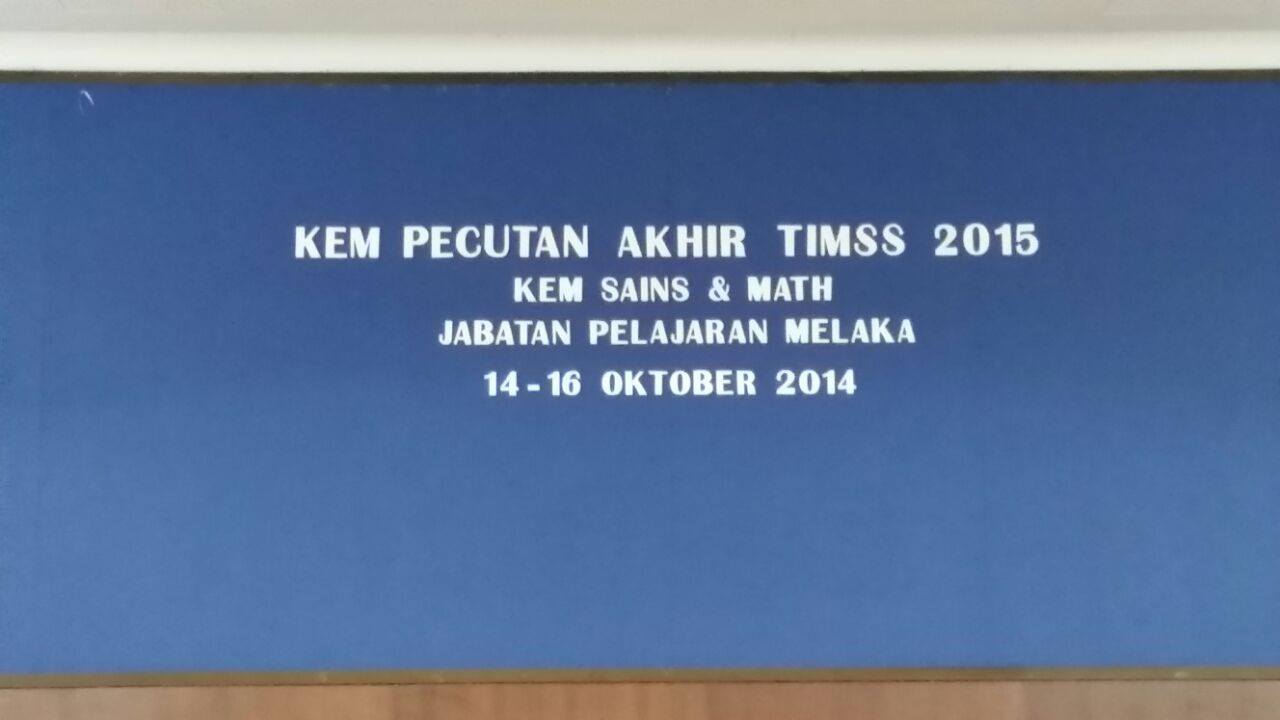 KEM PECUTAN AKHIR TIMSS 2015
KEM SAINS & MATH
JABATAN PELAJARAN MELAKA
14-16 OKTOBER 2014